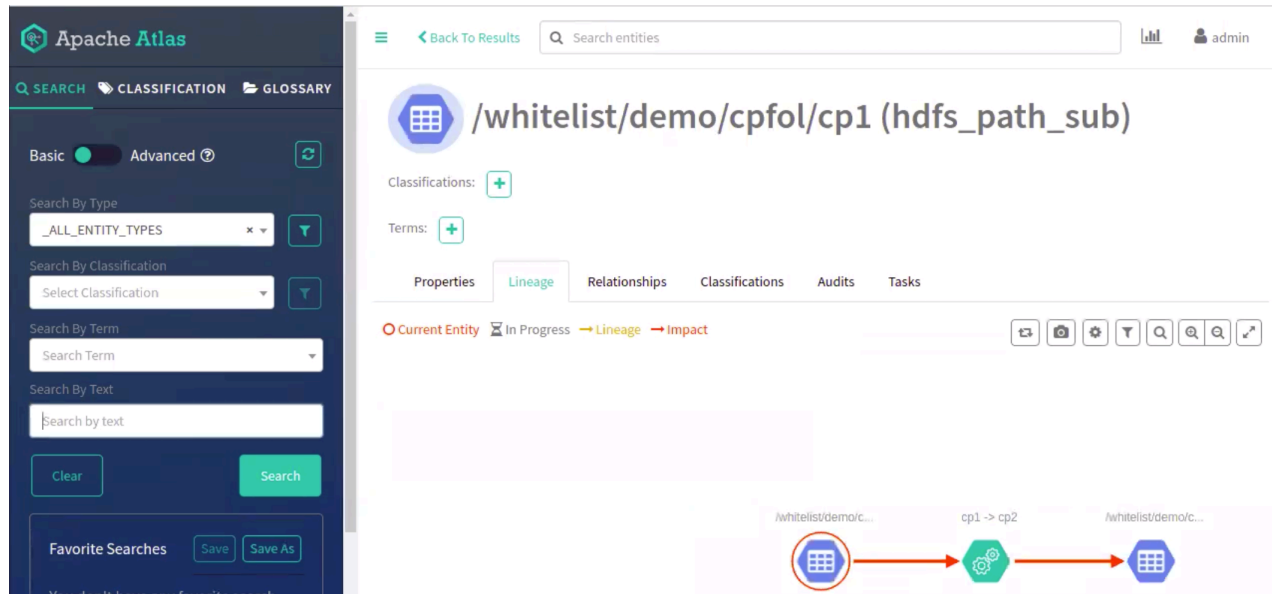 Apache Atlas
SEARCH CLASSIFICATION GLOSSARY
Basic Advanced
Search By Type
_ALL_ENTITY_TYPES
Search By Classification
Select Classification
Search By Term
Search Term
Search By Text
Search by text
Clear Search
Favorite Searches Save Save As
Back To Results Search entities admin
/whitelist/demo/cpfol/cp1 (hdfs_path_sub)
Classifications:
Terms:
Properties Lineage Relationships Classifications Audits Tasks
Current Entity In Progress Lineage Impact
/whitelist/demo/c... cp1 -> cp2 /whitelist/demo/c...